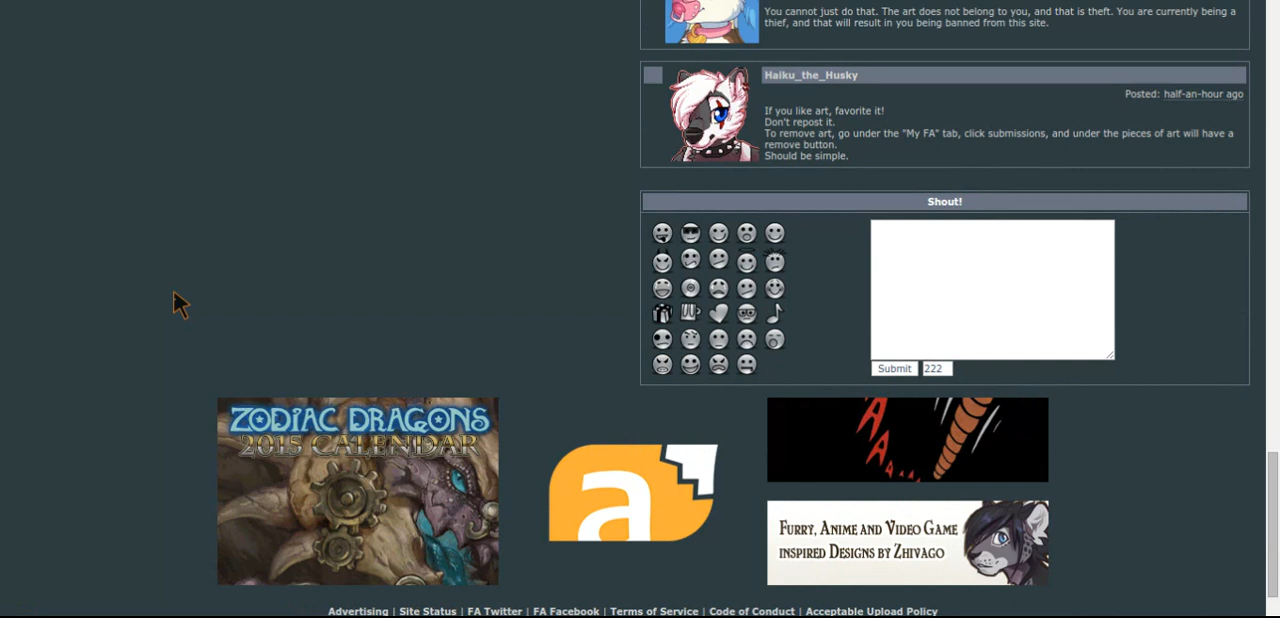 You cannot just do that. The art does not belong to you, and that is theft. You are currently being a
thief, and that will result in you being banned from this site.
Haiku_the_Husky
Posted: half-an-hour ago
If you like art, favorite it!
Don't repost it.
To remove art, go under the "My FA" tab, click submissions, and under the pieces of art will have a
remove button.
Should be simple.
Shout!
Submit 222
ZODIAC DRAGONS
2015 CALENDAR
a
AAA
FURRY, ANIME AND VIDEO GAME
INSPIRED DESIGNS BY ZHIVAGO
Advertising | Site Status | FA Twitter | FA Facebook | Terms of Service | Code of Conduct | Acceptable Upload Policy